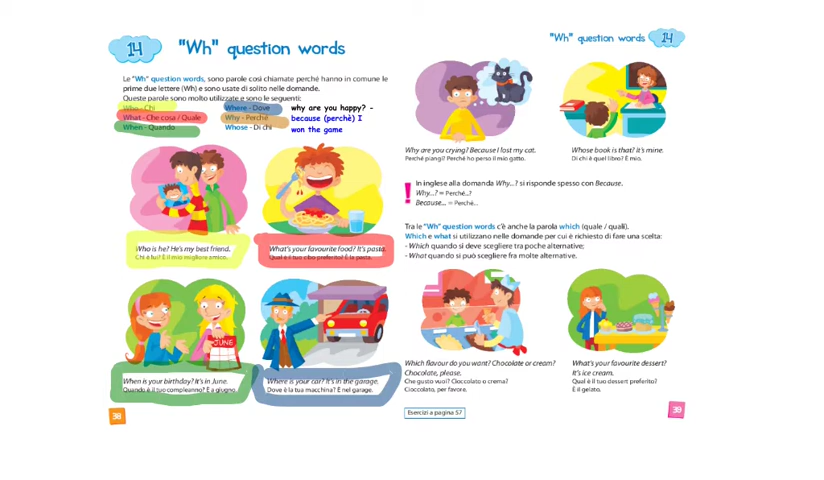 14
"Wh" question words
Le "Wh" question words, sono parole così chiamate perché hanno in comune le
prime due lettere (Wh) e sono usate di solito nelle domande.
Queste parole sono molto utilizzate e sono le seguenti:
Who - Chi
What - Che cosa / Quale
When - Quando
Where - Dove
Why - Perché
Whose - Di chi
why are you happy? -
because (perchè) I
won the game
Who is he? He's my best friend.
Chi è lui? È il mio migliore amico.
What's your favourite food? It's pasta.
Qual è il tuo cibo preferito? È la pasta.
JUNE
When is your birthday? It's in June.
Quando è il tuo compleanno? È a giugno.
Where is your car? It's in the garage.
Dove è la tua macchina? È nel garage.
38
"Wh" question words
14
Why are you crying? Because I lost my cat.
Perché piangi? Perché ho perso il mio gatto.
Whose book is that? It's mine.
Di chi è quel libro? È mio.
! In inglese alla domanda Why...? si risponde spesso con Because.
Why...? = Perché...?
Because... = Perché...
Tra le "Wh" question words c'è anche la parola which (quale / quali).
Which e what si utilizzano nelle domande per cui è richiesto di fare una scelta:
- Which quando si deve scegliere tra poche alternative;
- What quando si può scegliere fra molte alternative.
Which flavour do you want? Chocolate or cream?
Chocolate, please.
Che gusto vuoi? Cioccolato o crema?
Cioccolato, per favore.
What's your favourite dessert?
It's ice cream.
Qual è il tuo dessert preferito?
È il gelato.
Esercizi a pagina 57
39